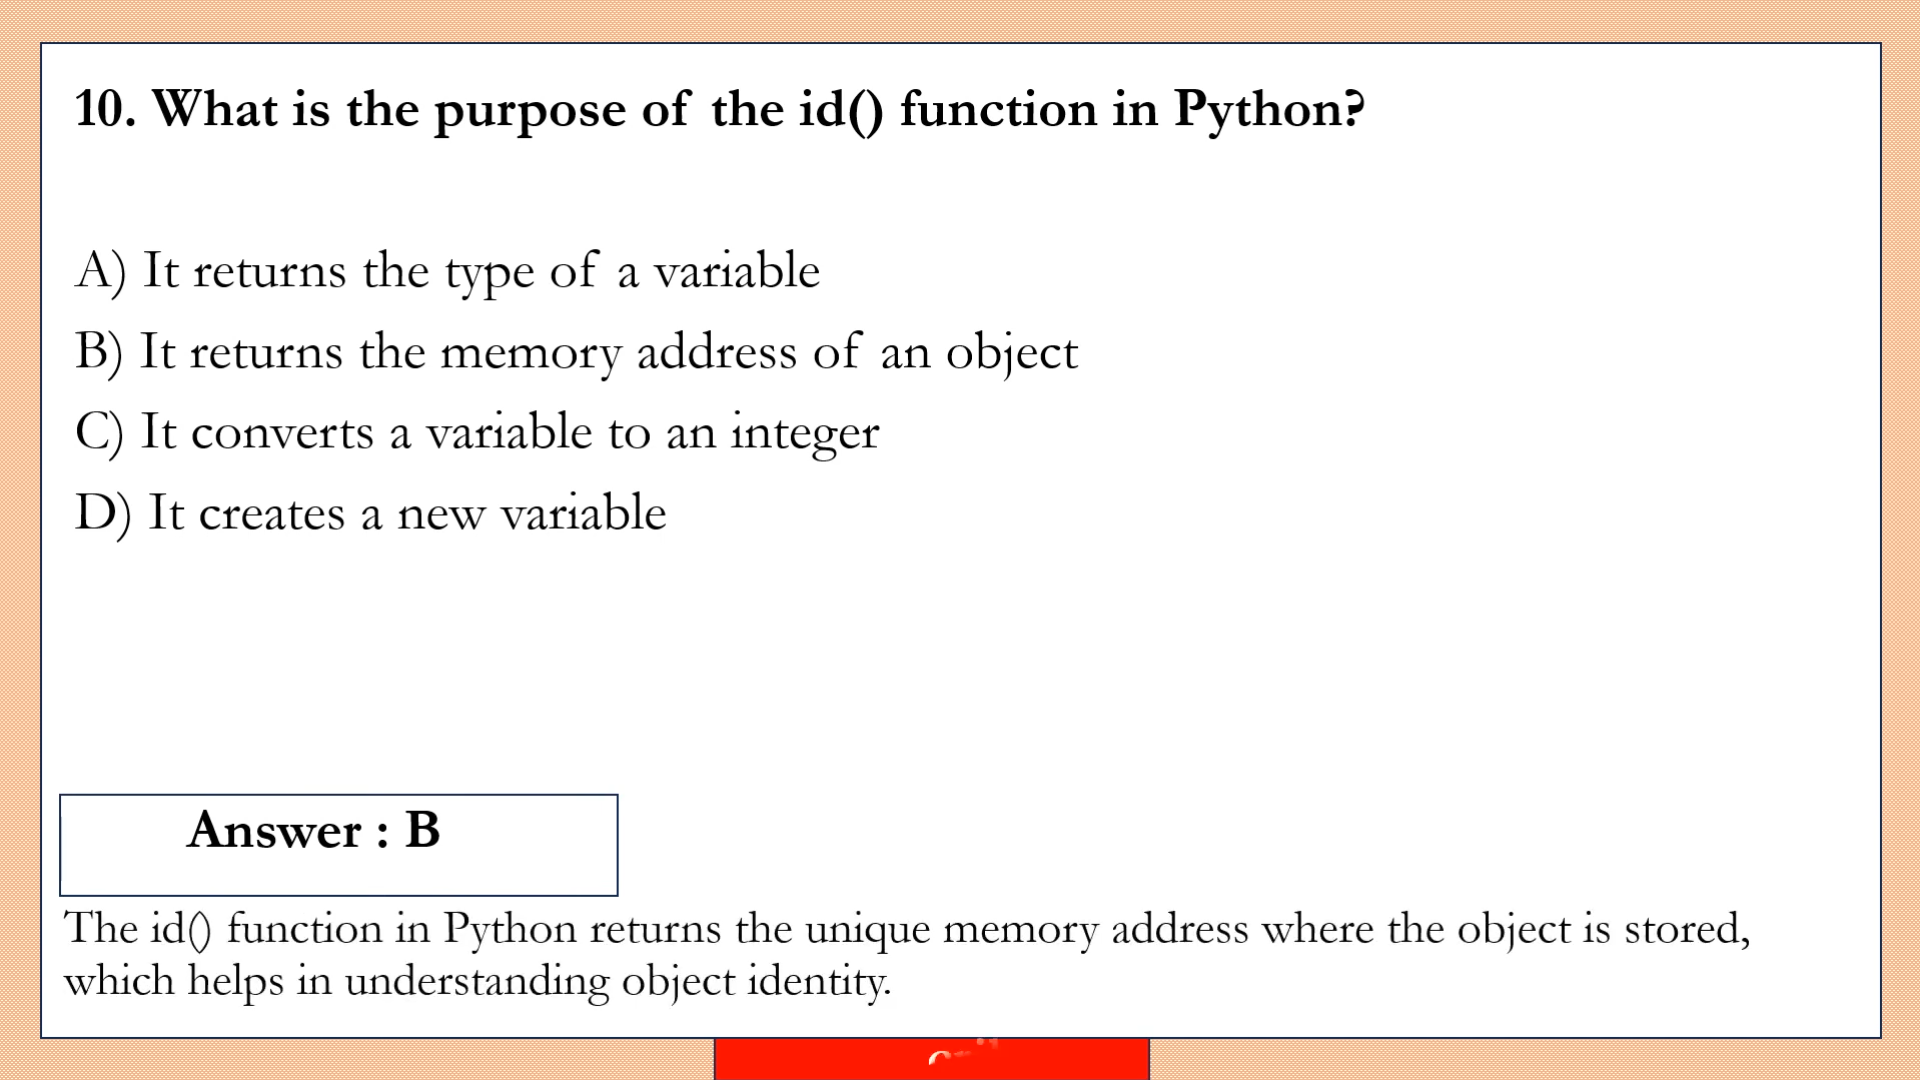 10. What is the purpose of the id() function in Python?
A) It returns the type of a variable
B) It returns the memory address of an object
C) It converts a variable to an integer
D) It creates a new variable
Answer : B
The id() function in Python returns the unique memory address where the object is stored,
which helps in understanding object identity.